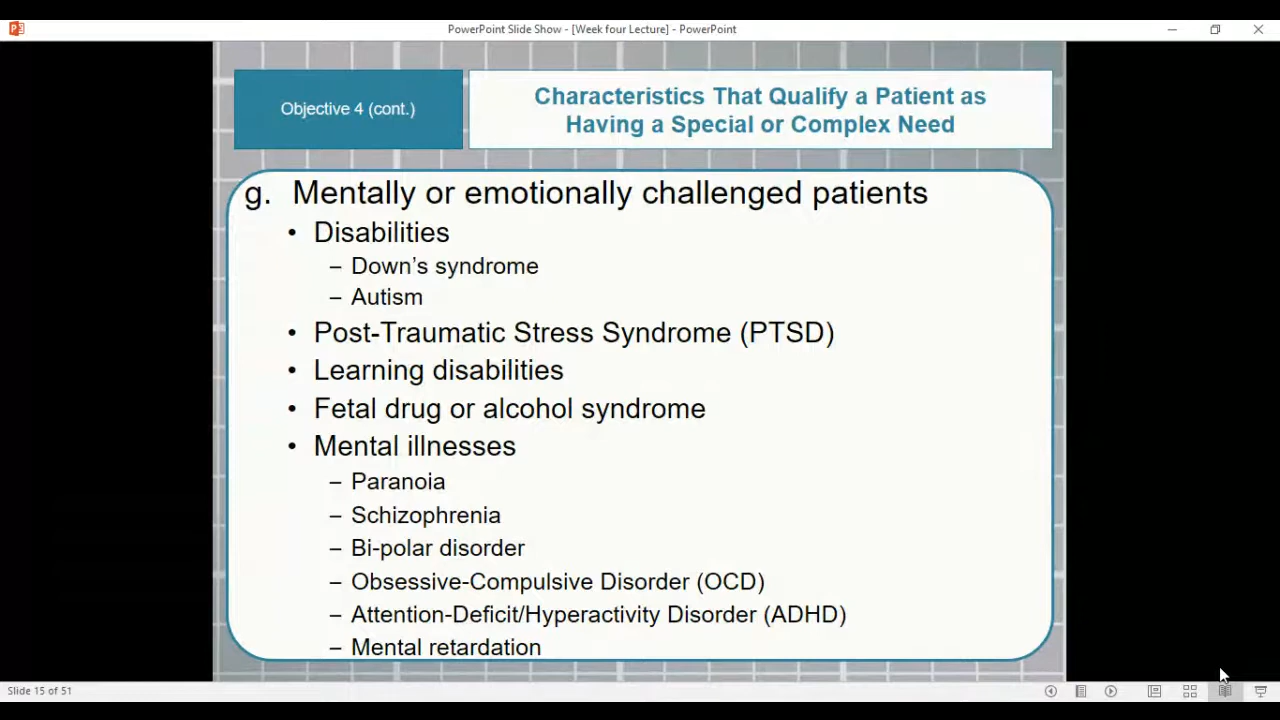 PowerPoint Slide Show - [Week four Lecture] - PowerPoint
Objective 4 (cont.)
Characteristics That Qualify a Patient as
Having a Special or Complex Need
g. Mentally or emotionally challenged patients
• Disabilities
– Down's syndrome
– Autism
• Post-Traumatic Stress Syndrome (PTSD)
• Learning disabilities
• Fetal drug or alcohol syndrome
• Mental illnesses
– Paranoia
– Schizophrenia
– Bi-polar disorder
– Obsessive-Compulsive Disorder (OCD)
– Attention-Deficit/Hyperactivity Disorder (ADHD)
– Mental retardation
Slide 15 of 51